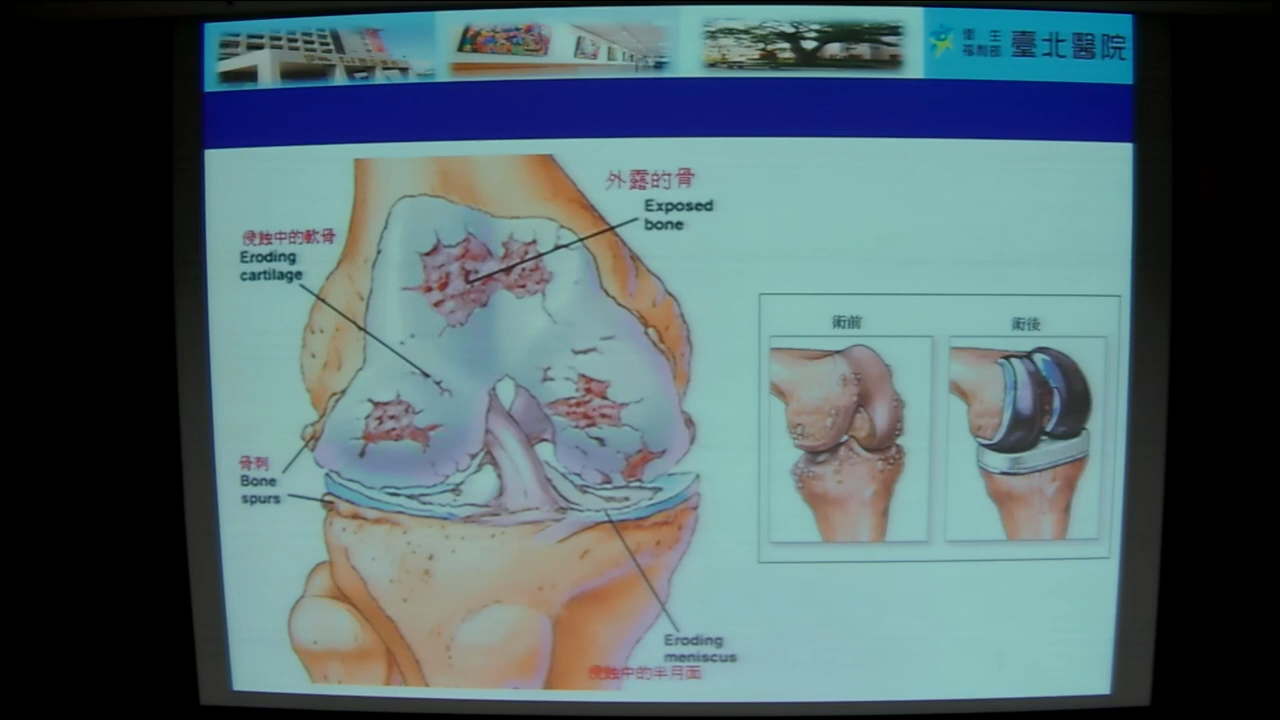 衛生
福利部 臺北醫院
外露的骨
Exposed
bone
侵蝕中的軟骨
Eroding
cartilage
骨刺
Bone
spurs
Eroding
meniscus
侵蝕中的半月面
術前
術後